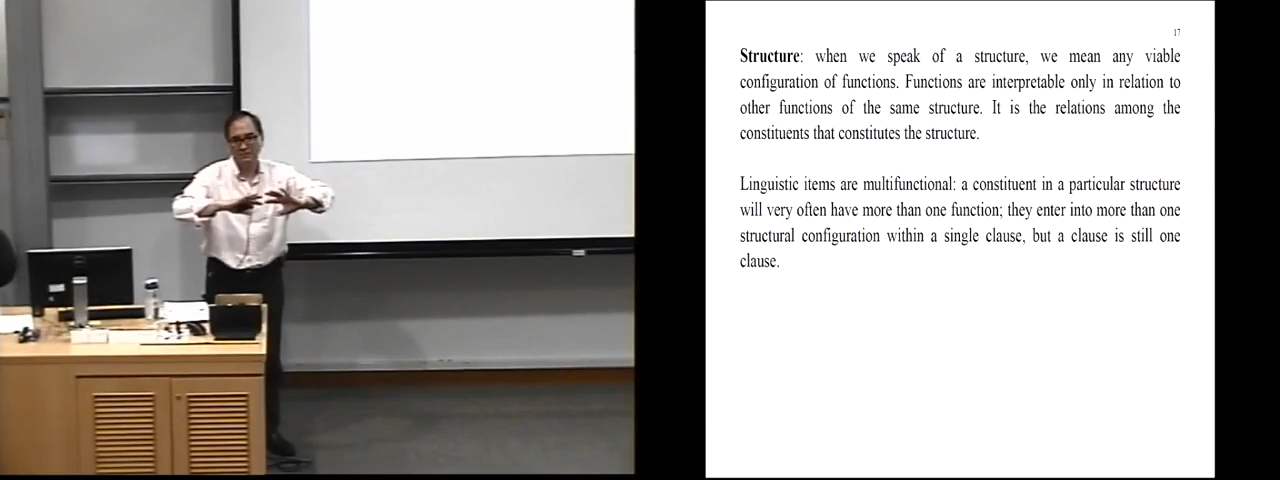 17
Structure: when we speak of a structure, we mean any viable
configuration of functions. Functions are interpretable only in relation to
other functions of the same structure. It is the relations among the
constituents that constitutes the structure.
Linguistic items are multifunctional: a constituent in a particular structure
will very often have more than one function; they enter into more than one
structural configuration within a single clause, but a clause is still one
clause.